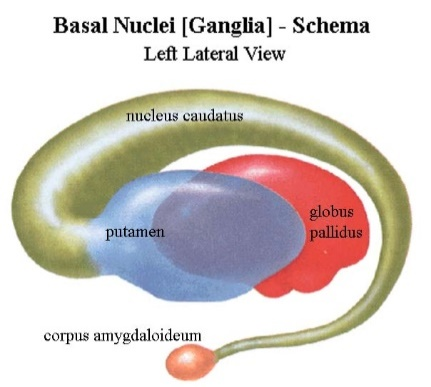 Basal Nuclei [Ganglia] - Schema
Left Lateral View
nucleus caudatus
globus
pallidus
putamen
corpus amygdaloideum